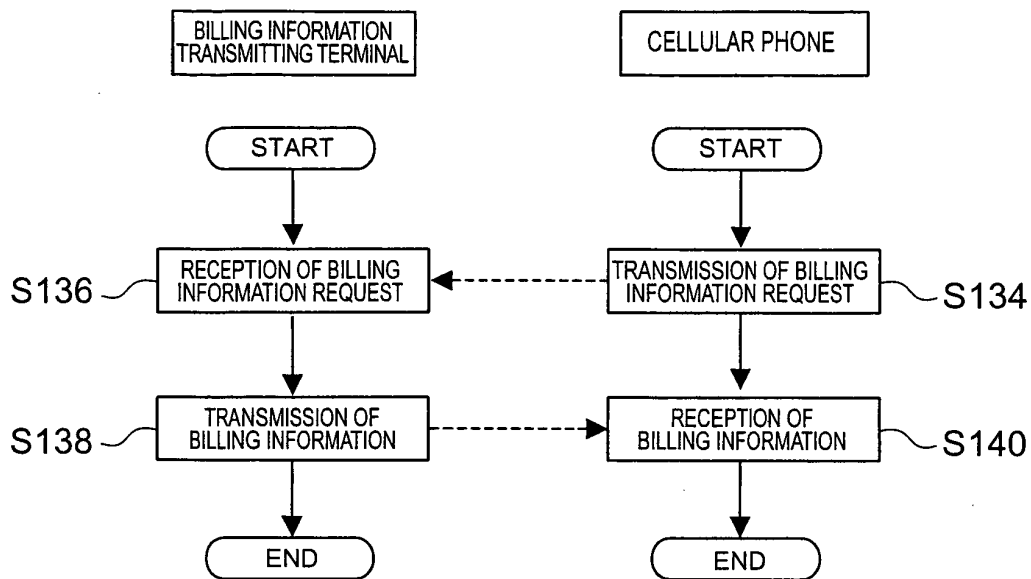 BILLING INFORMATION
TRANSMITTING TERMINAL
CELLULAR PHONE
START
START
S136
RECEPTION OF BILLING
INFORMATION REQUEST
TRANSMISSION OF BILLING
INFORMATION REQUEST
S134
S138
TRANSMISSION OF
BILLING INFORMATION
RECEPTION OF
BILLING INFORMATION
S140
END
END